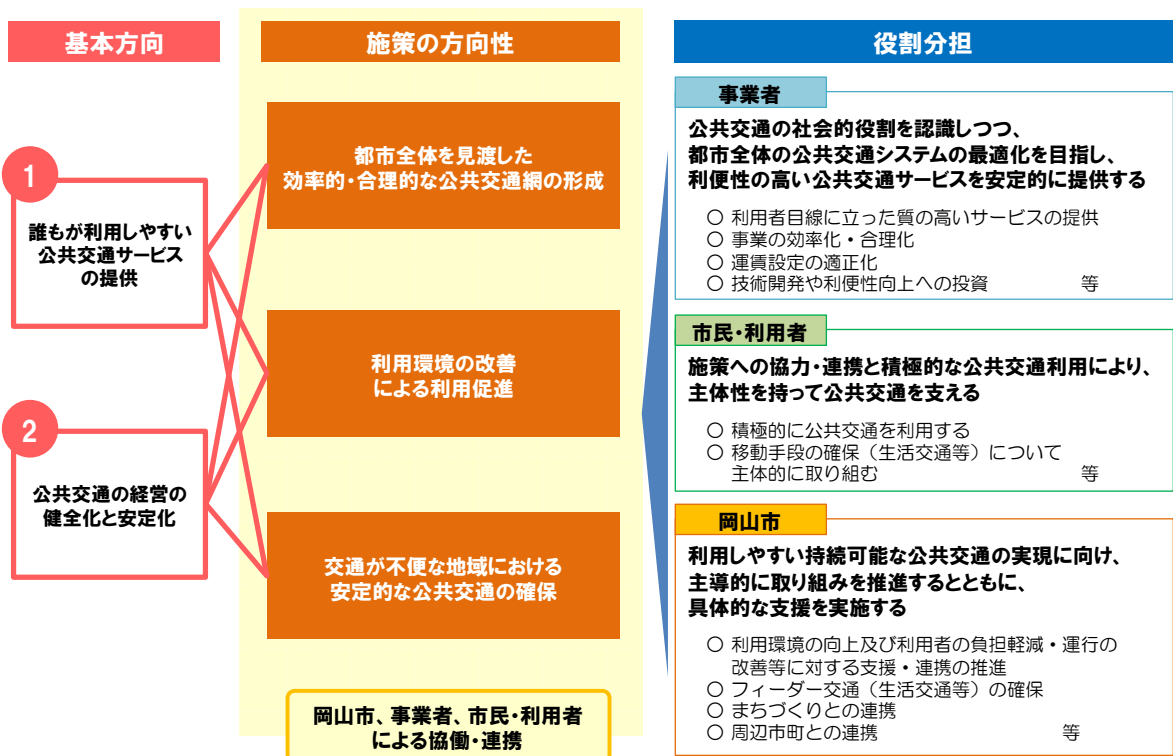 基本方向
施策の方向性
役割分担
1
誰もが利用しやすい
公共交通サービス
の提供
2
公共交通の経営の
健全化と安定化
都市全体を見渡した
効率的・合理的な公共交通網の形成
利用環境の改善
による利用促進
交通が不便な地域における
安定的な公共交通の確保
岡山市、事業者、市民・利用者
による協働・連携
事業者
公共交通の社会的役割を認識しつつ、
都市全体の公共交通システムの最適化を目指し、
利便性の高い公共交通サービスを安定的に提供する
○ 利用者目線に立った質の高いサービスの提供
○ 事業の効率化・合理化
○ 運賃設定の適正化
○ 技術開発や利便性向上への投資 等
市民・利用者
施策への協力・連携と積極的な公共交通利用により、
主体性を持って公共交通を支える
○ 積極的に公共交通を利用する
○ 移動手段の確保（生活交通等）について
主体的に取り組む 等
岡山市
利用しやすい持続可能な公共交通の実現に向け、
主導的に取り組みを推進するとともに、
具体的な支援を実施する
○ 利用環境の向上及び利用者の負担軽減・運行の
改善等に対する支援・連携の推進
○ フィーダー交通（生活交通等）の確保
○ まちづくりとの連携
○ 周辺市町との連携 等